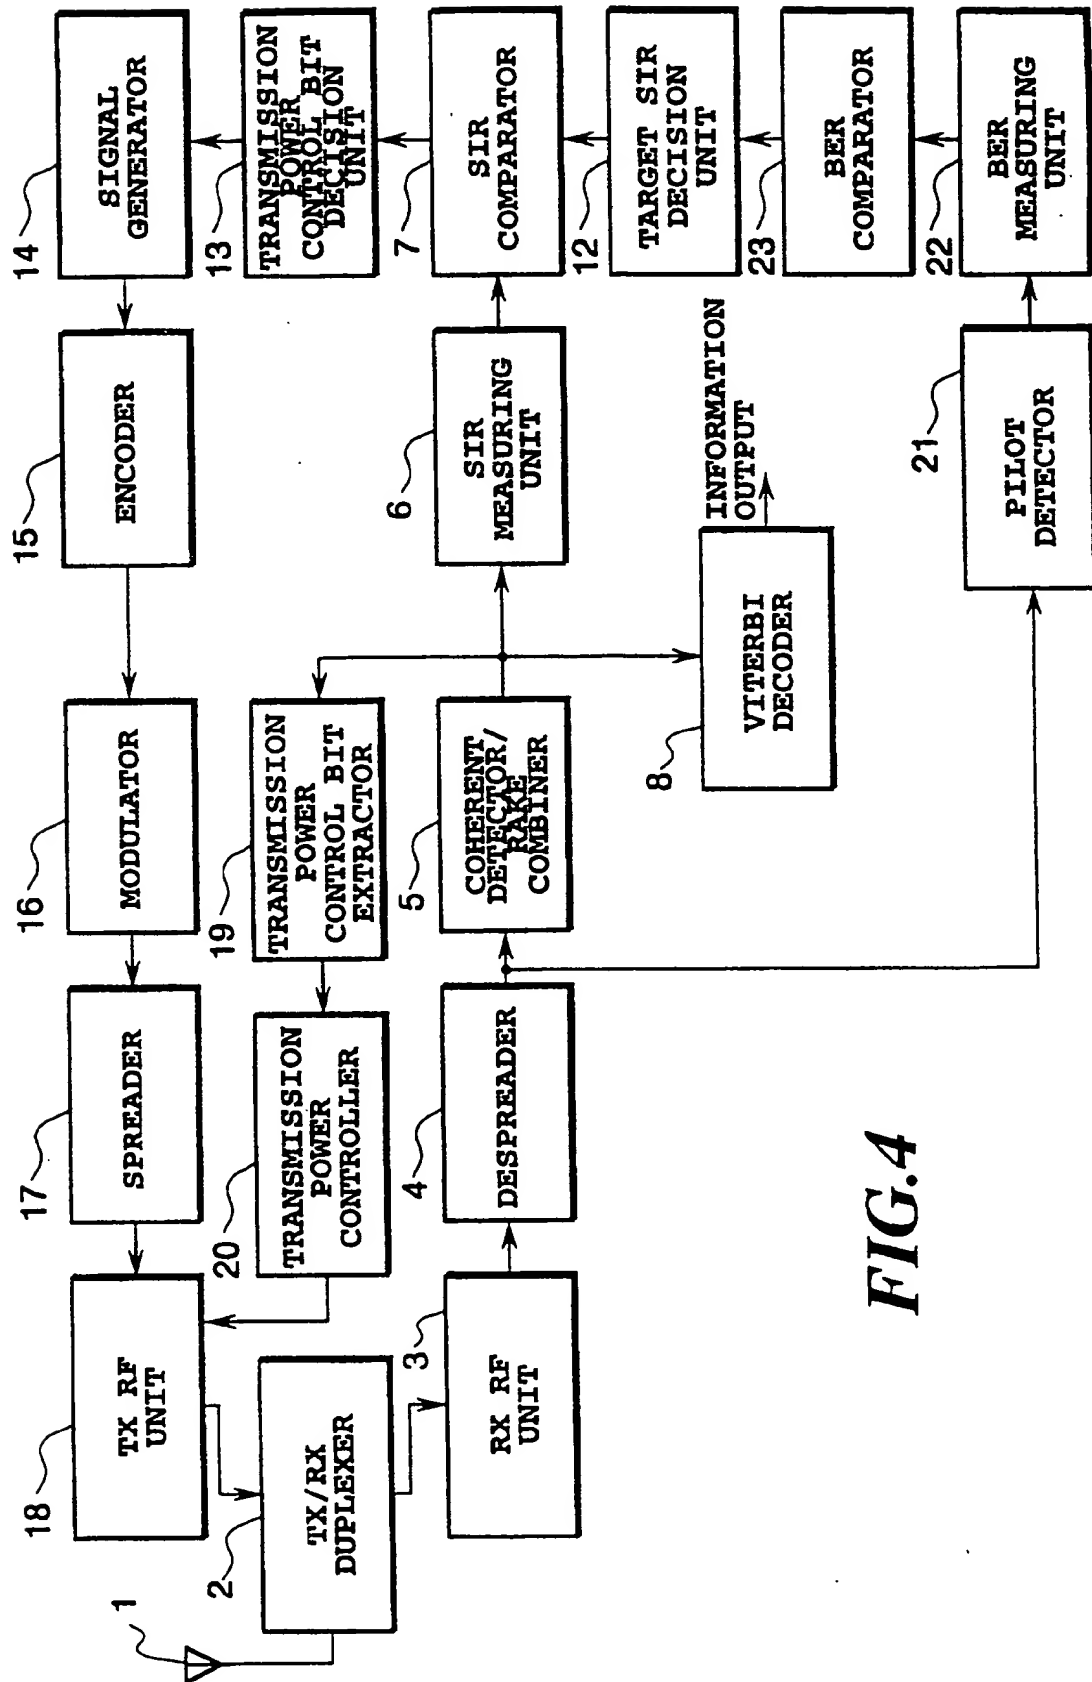 1
2
TX/RX
DUPLEXER
18
TX RF
UNIT
17
SPREADER
16
MODULATOR
15
ENCODER
14
SIGNAL
GENERATOR
20
TRANSMISSION
POWER
CONTROLLER
19
TRANSMISSION
POWER
CONTROL BIT
EXTRACTOR
13
TRANSMISSION
POWER
CONTROL BIT
DECISION
UNIT
3
RX RF
UNIT
4
DESPREADER
5
COHERENT
DETECTOR/
RAKE
COMBINER
6
SIR
MEASURING
UNIT
7
SIR
COMPARATOR
12
TARGET SIR
DECISION
UNIT
8
VITERBI
DECODER
INFORMATION
OUTPUT
23
BER
COMPARATOR
21
PILOT
DETECTOR
22
BER
MEASURING
UNIT
FIG.4